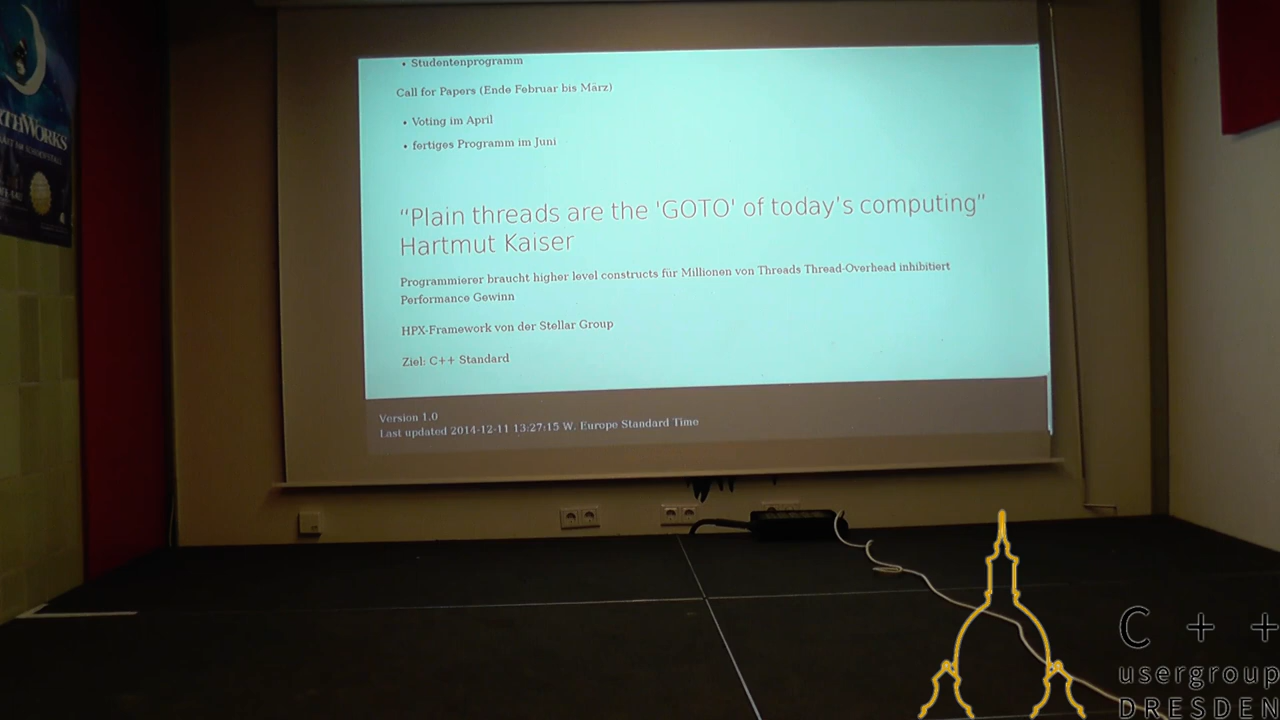 • Studentenprogramm
Call for Papers (Ende Februar bis März)
• Voting im April
• fertiges Programm im Juni
“Plain threads are the 'GOTO' of today’s computing”
Hartmut Kaiser
Programmierer braucht higher level constructs für Millionen von Threads Thread-Overhead inhibitiert
Performance Gewinn
HPX-Framework von der Stellar Group
Ziel: C++ Standard
Version 1.0
Last updated 2014-12-11 13:27:15 W. Europe Standard Time
C + +
usergroup
DRESDEN